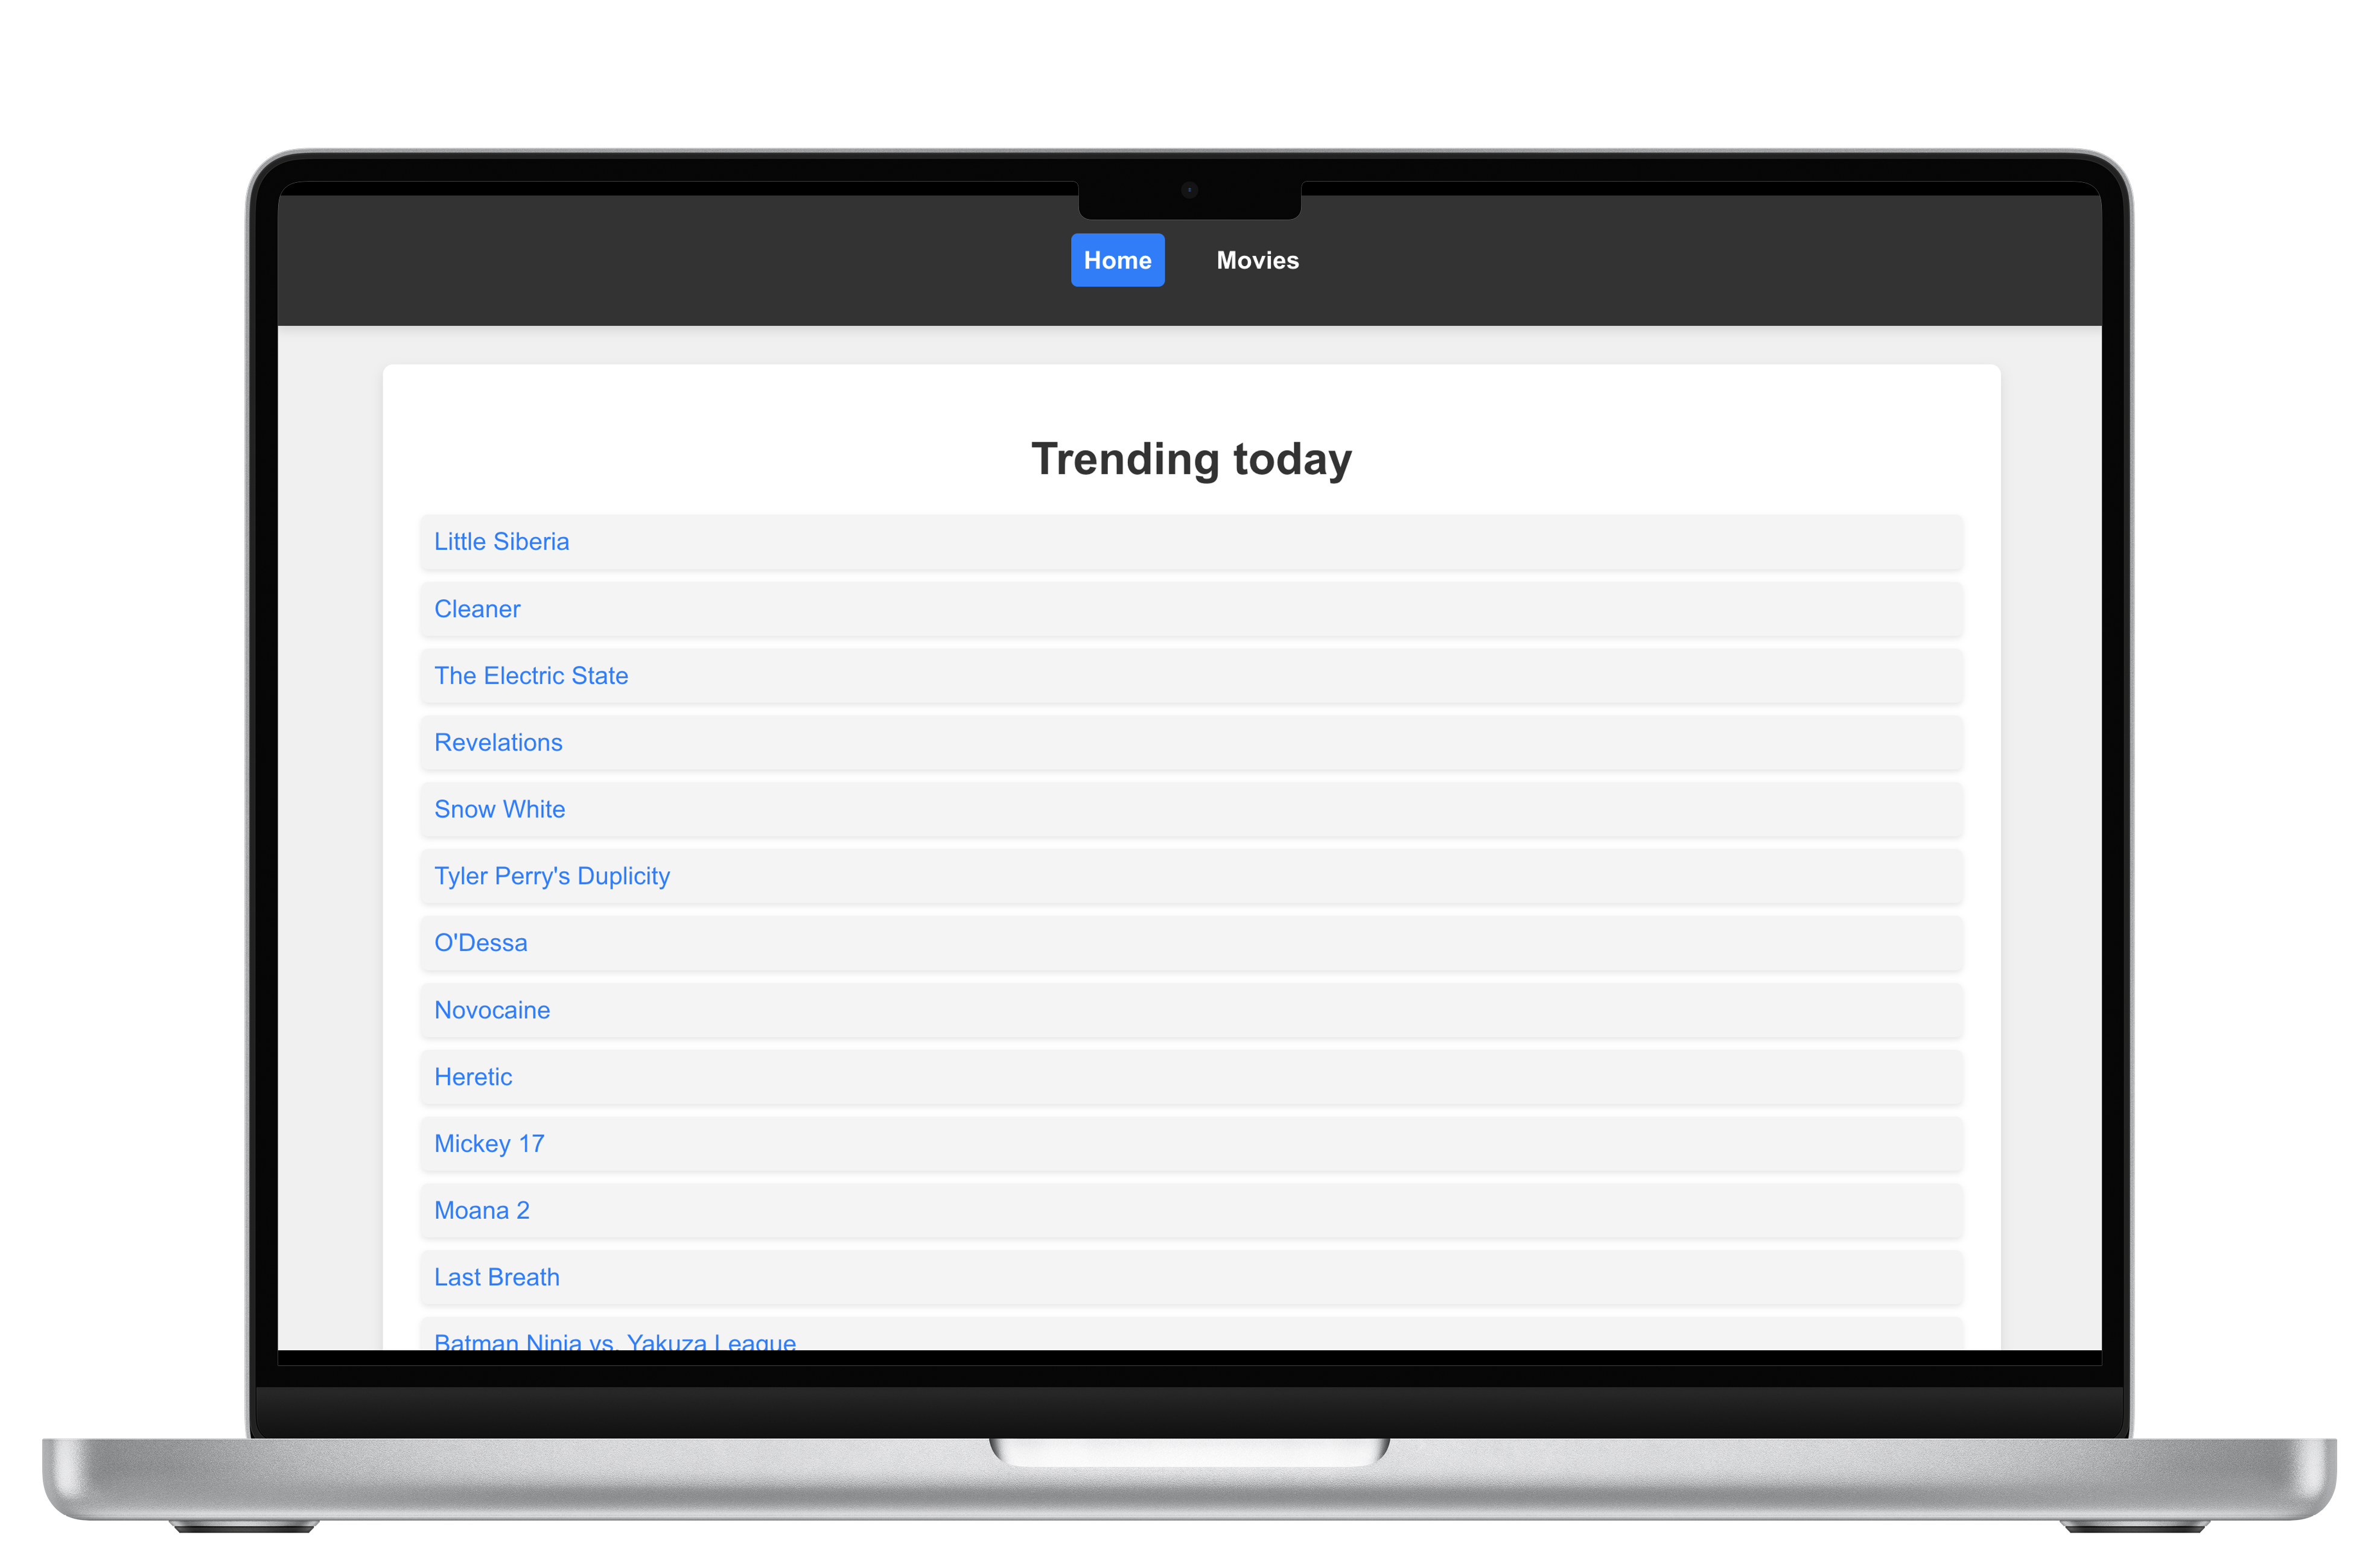 Home Movies
Trending today
Little Siberia
Cleaner
The Electric State
Revelations
Snow White
Tyler Perry's Duplicity
O'Dessa
Novocaine
Heretic
Mickey 17
Moana 2
Last Breath
Batman Ninja vs. Yakuza League